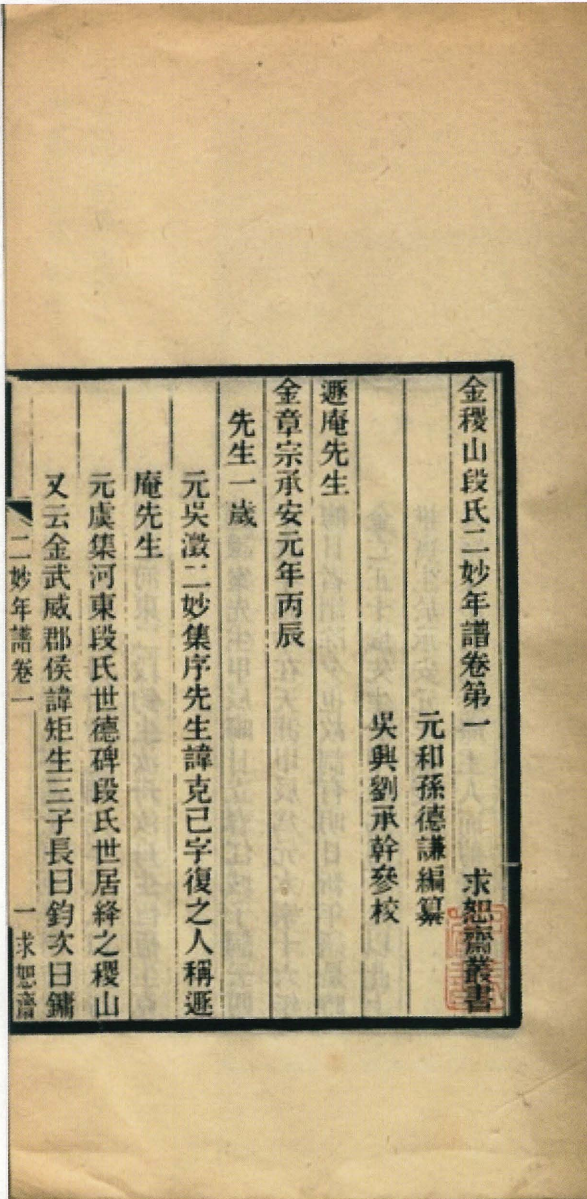 金稷山段氏二妙年譜卷第一 求恕齋叢書
元和孫德謙編纂
吳興劉承幹參校
遯庵先生
金章宗承安元年丙辰
先生一歲
元吳澂二妙集序先生諱克己字復之人稱遯
庵先生
元虞集河東段氏世德碑段氏世居絳之稷山
又云金武威郡侯諱矩生三子長曰鈞次曰鏞
二妙年譜卷一 一 求恕齋